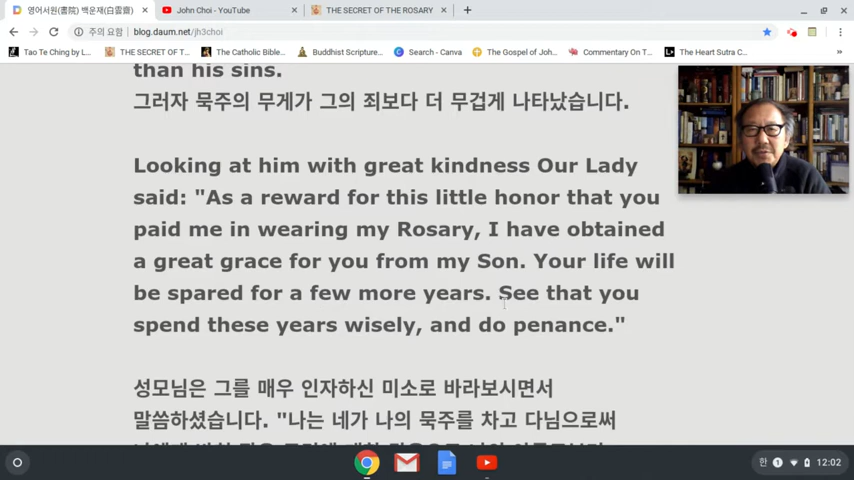 영어서원(書院) 백운재(白雲齋)
John Choi - YouTube
THE SECRET OF THE ROSARY
주의 요함
blog.daum.net/jh3choi
Tao Te Ching by L...
THE SECRET OF T...
The Catholic Bible...
Buddhist Scripture...
Search - Canva
The Gospel of Joh...
Commentary On T...
The Heart Sutra C...
than his sins.
그러자 묵주의 무게가 그의 죄보다 더 무겁게 나타났습니다.
Looking at him with great kindness Our Lady
said: "As a reward for this little honor that you
paid me in wearing my Rosary, I have obtained
a great grace for you from my Son. Your life will
be spared for a few more years. See that you
spend these years wisely, and do penance."
성모님은 그를 매우 인자하신 미소로 바라보시면서
말씀하셨습니다. "나는 네가 나의 묵주를 차고 다님으로써
한
1
12:02